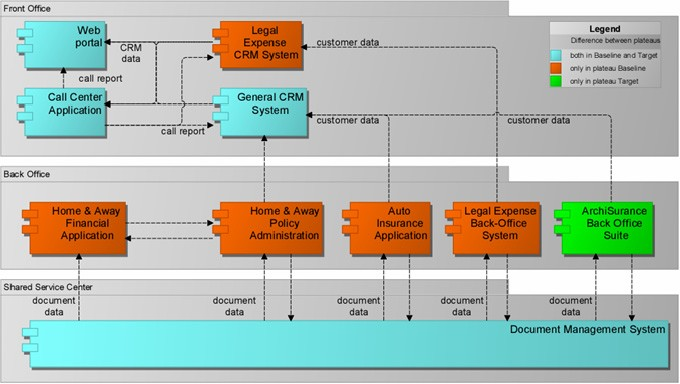 Front Office
Web
portal
Legal
Expense
CRM System
Legend
Difference between plateaus
both in Baseline and Target
only in plateau Baseline
only in plateau Target
CRM
data
customer data
call report
Call Center
Application
General CRM
System
call report
customer data
customer data
Back Office
Home & Away
Financial
Application
Home & Away
Policy
Administration
Auto
Insurance
Application
Legal Expense
Back-Office
System
ArchiSurance
Back Office
Suite
Shared Service Center
document
data
document
data
document
data
document
data
document
data
Document Management System